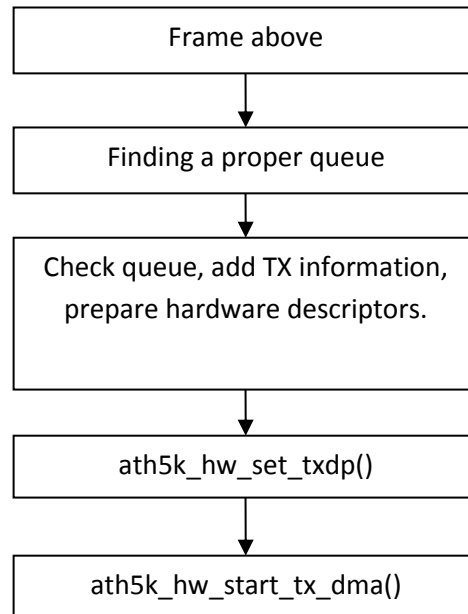 Frame above
Finding a proper queue
Check queue, add TX information,
prepare hardware descriptors.
ath5k_hw_set_txdp()
ath5k_hw_start_tx_dma()